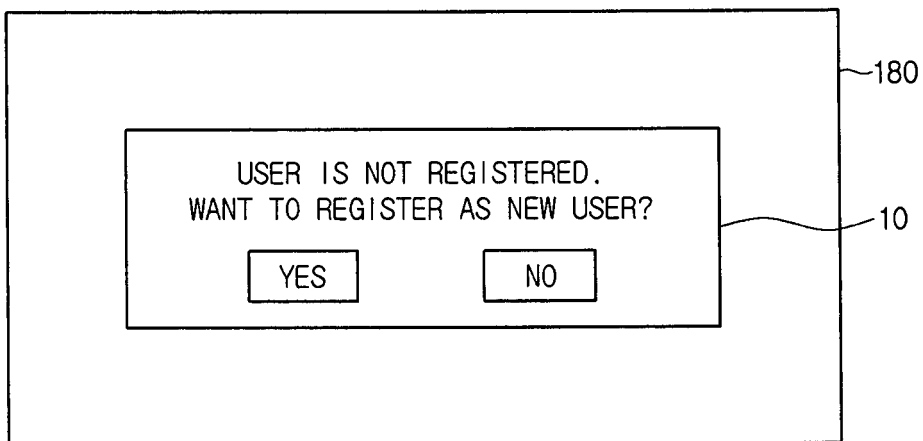 180
USER IS NOT REGISTERED.
WANT TO REGISTER AS NEW USER?
10
YES NO